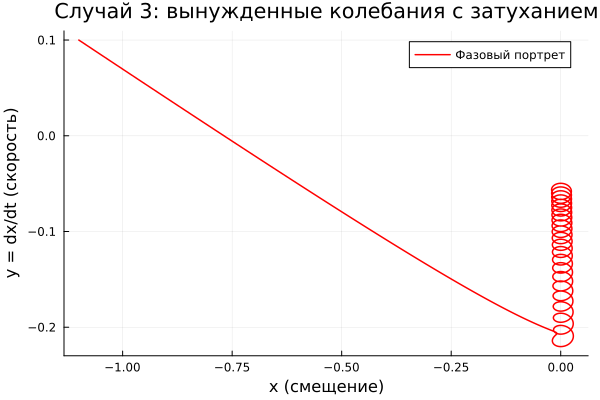 Случай 3: вынужденные колебания с затуханием
Фазовый портрет
y = dx/dt (скорость)
0.1
0.0
−0.1
−0.2
−1.00 −0.75 −0.50 −0.25 0.00
x (смещение)